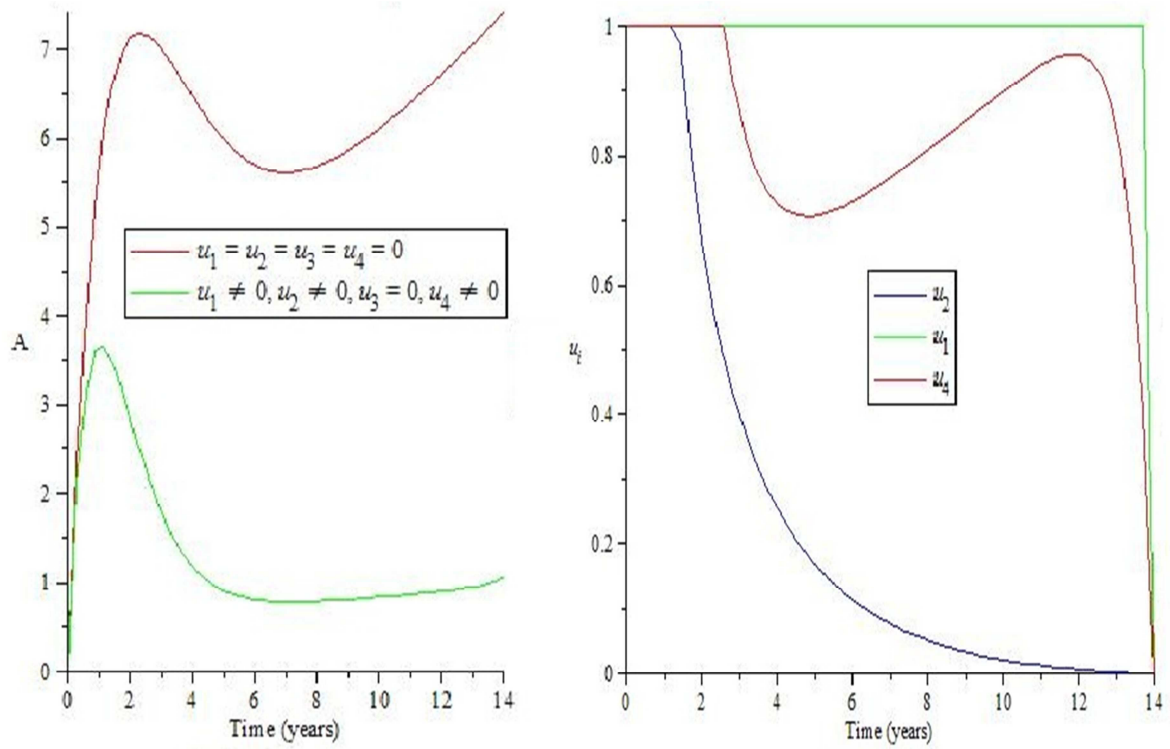 7
6
5
4
3
2
1
0
A
u₁ = u₂ = u₃ = u₄ = 0
u₁ ≠ 0, u₂ ≠ 0, u₃ = 0, u₄ ≠ 0
0 2 4 6 8 10 12 14
Time (years)
1
0.8
0.6
0.4
0.2
0
uᵢ
u₂
u₁
u₄
0 2 4 6 8 10 12 14
Time (years)